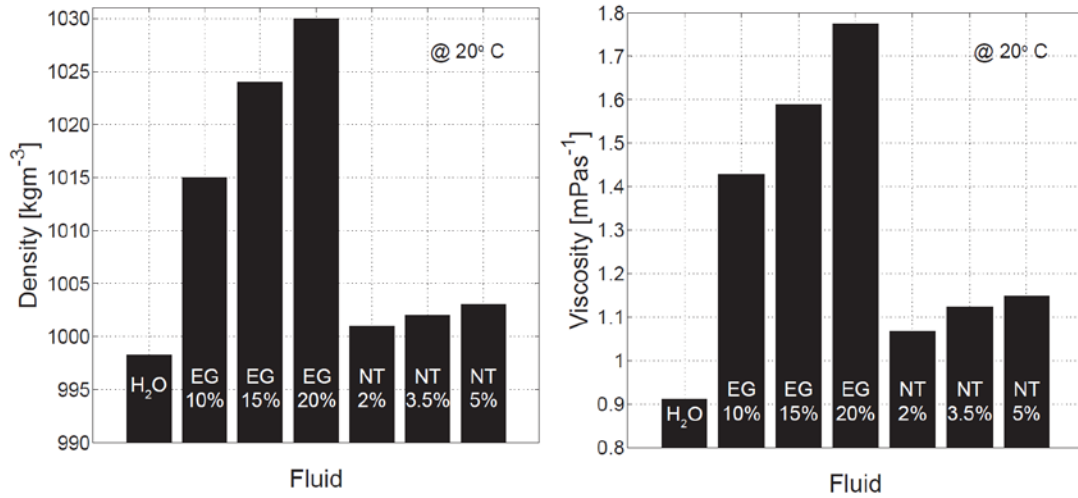 1030
1025
1020
1015
1010
1005
1000
995
990
Density [kgm⁻³]
@ 20° C
H₂O
EG
10%
EG
15%
EG
20%
NT
2%
NT
3.5%
NT
5%
Fluid
1.8
1.7
1.6
1.5
1.4
1.3
1.2
1.1
1
0.9
0.8
Viscosity [mPas⁻¹]
@ 20° C
H₂O
EG
10%
EG
15%
EG
20%
NT
2%
NT
3.5%
NT
5%
Fluid